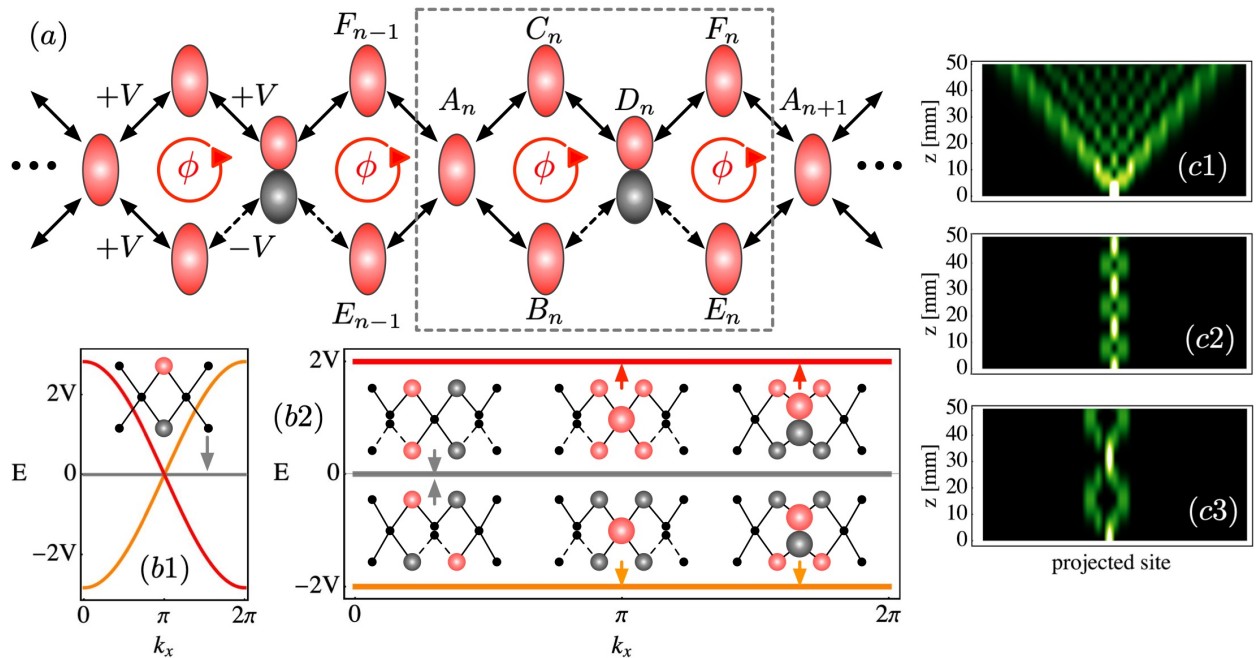 (a)
F_{n-1}
C_n
F_n
+V
+V
A_n
D_n
A_{n+1}
ϕ
ϕ
ϕ
ϕ
+V
−V
E_{n-1}
B_n
E_n
2V
E
0
−2V
(b1)
0
π
2π
k_x
(b2)
2V
E
0
−2V
0
π
2π
k_x
z [mm]
50
40
30
20
10
0
(c1)
z [mm]
50
40
30
20
10
0
(c2)
z [mm]
50
40
30
20
10
0
(c3)
projected site